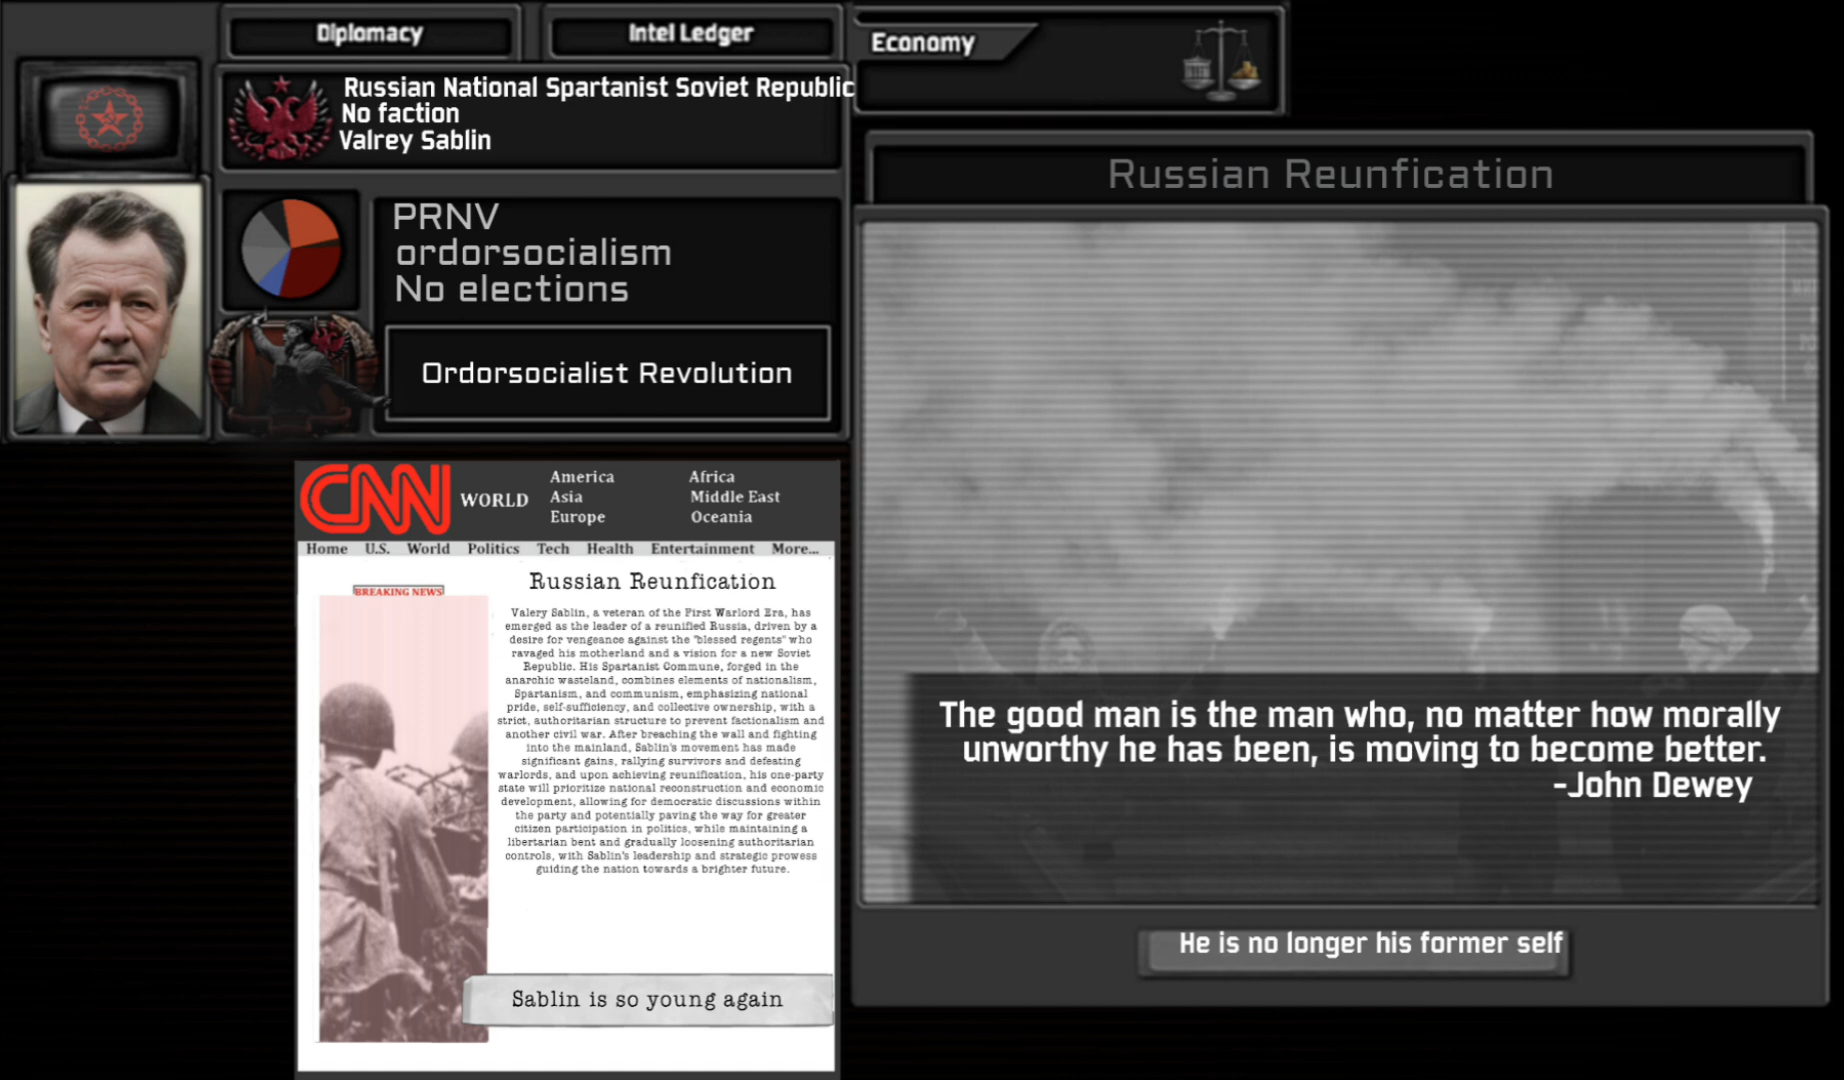 Diplomacy
Intel Ledger
Economy
Russian National Spartanist Soviet Republic
No faction
Valrey Sablin
PRNV
ordorsocialism
No elections
Ordorsocialist Revolution
Russian Reunfication
The good man is the man who, no matter how morally
unworthy he has been, is moving to become better.
-John Dewey
He is no longer his former self
CNN
WORLD
America
Africa
Asia
Middle East
Europe
Oceania
Home U.S. World Politics Tech Health Entertainment More...
BREAKING NEWS
Russian Reunfication
Valery Sablin, a veteran of the First Warlord Era, has
emerged as the leader of a reunified Russia, driven by a
desire for vengeance against the "blessed regents" who
ravaged his motherland and a vision for a new Soviet
Republic. His Spartanist Commune, forged in the
anarchic wasteland, combines elements of nationalism,
Spartanism, and communism, emphasizing national
pride, self-sufficiency, and collective ownership, with a
strict, authoritarian structure to prevent factionalism and
another civil war. After breaching the wall and fighting
into the mainland, Sablin's movement has made
significant gains, rallying survivors and defeating
warlords, and upon achieving reunification, his one-party
state will prioritize national reconstruction and economic
development, allowing for democratic discussions within
the party and potentially paving the way for greater
citizen participation in politics, while maintaining a
libertarian bent and gradually loosening authoritarian
controls, with Sablin's leadership and strategic prowess
guiding the nation towards a brighter future.
Sablin is so young again